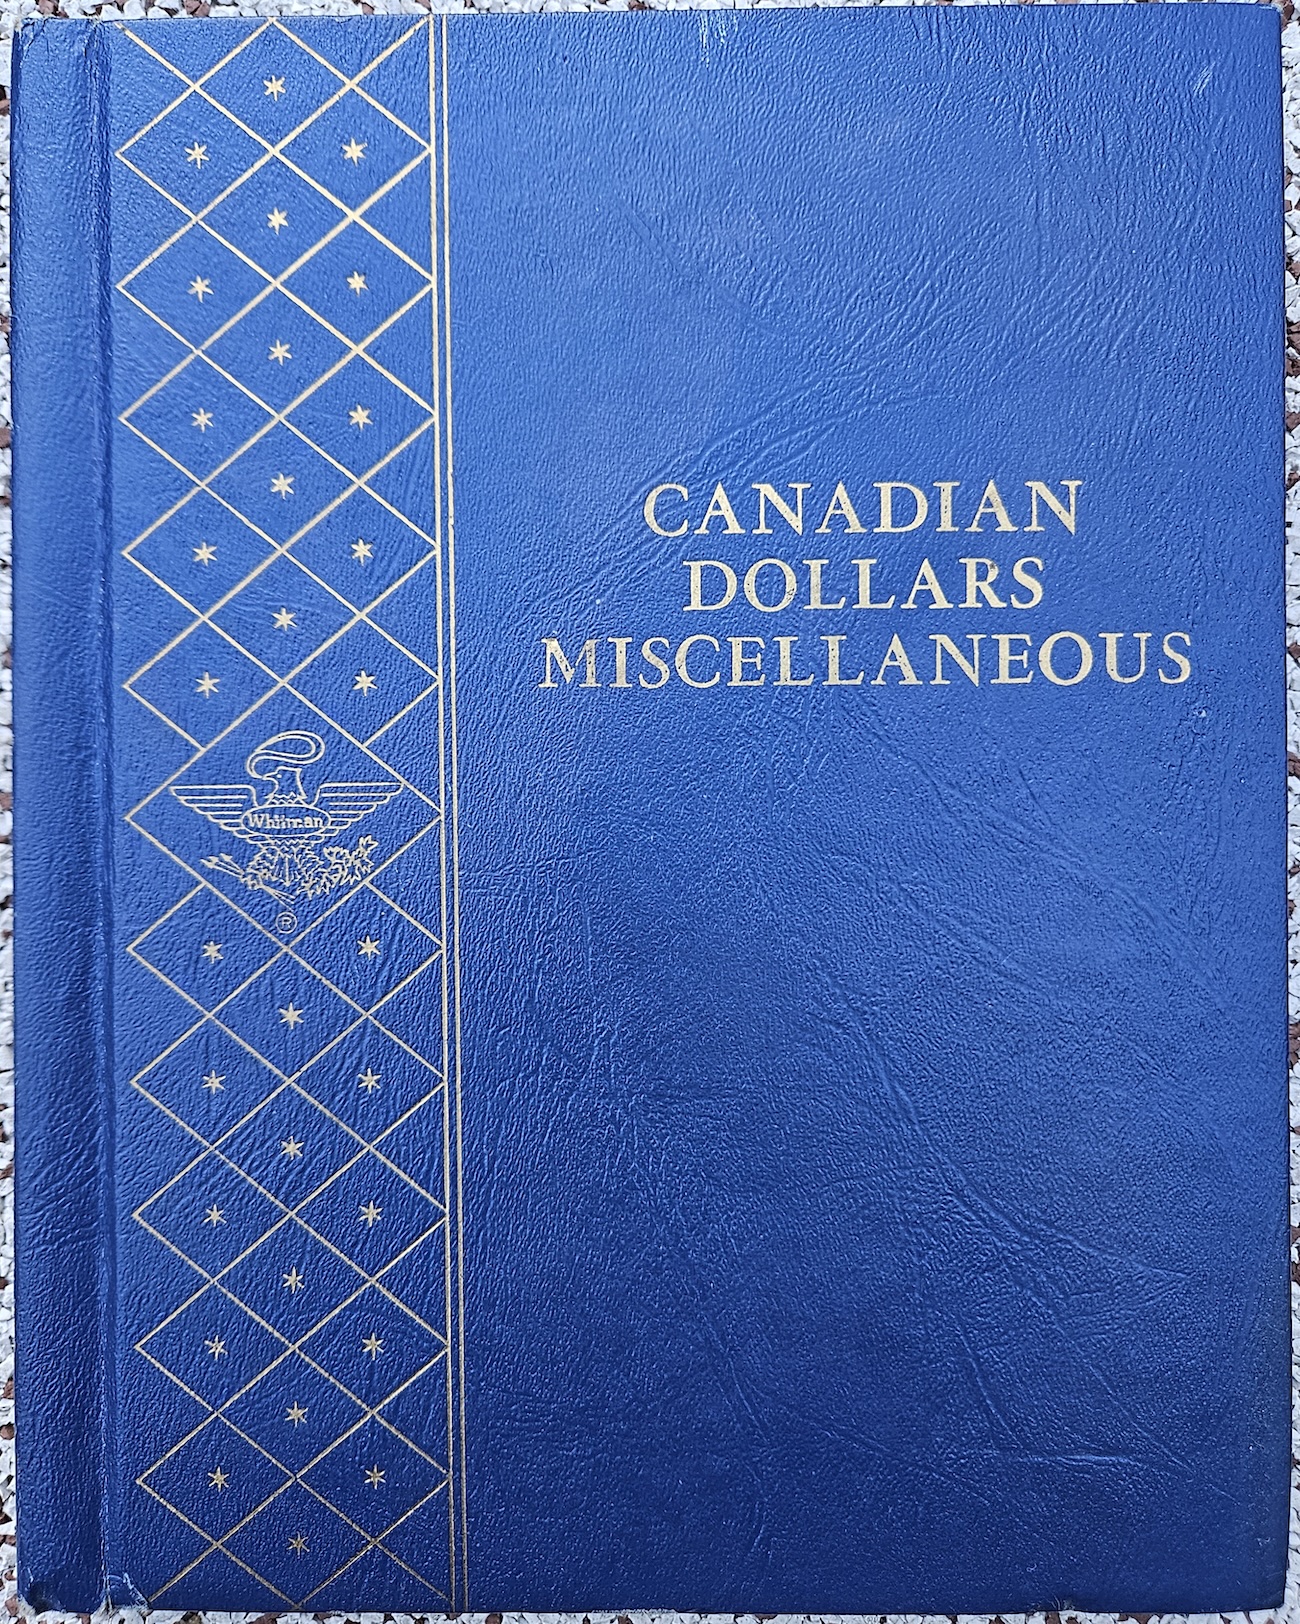 CANADIAN
DOLLARS
MISCELLANEOUS
Whitman
®